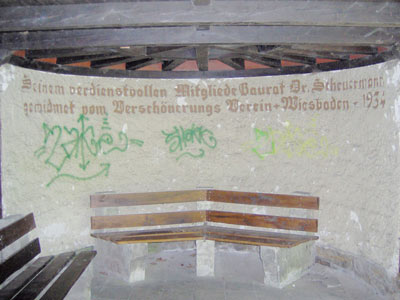 Seinem verdienstvollen Mitgliede Baurat Dr. Scheuermann
gewidmet vom Verschönerungs Verein-Wiesbaden-1934